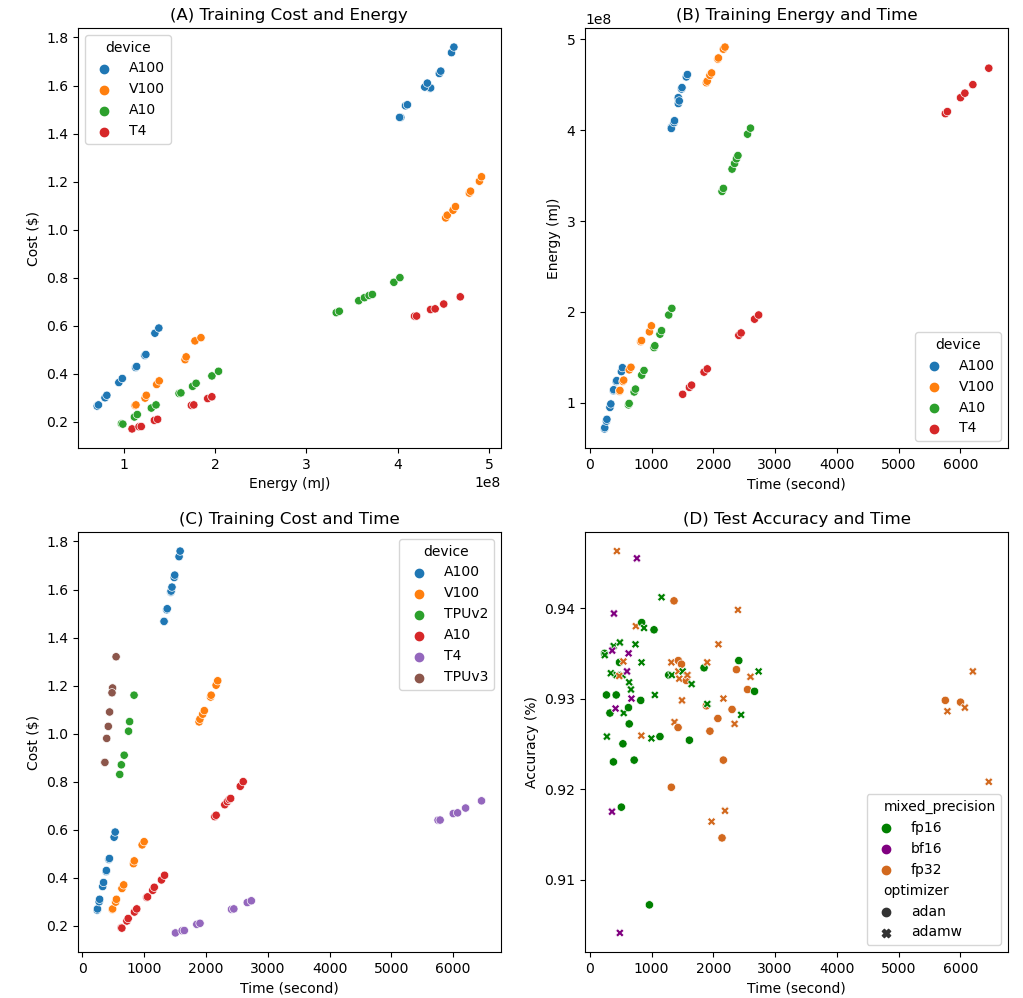 (A) Training Cost and Energy
device
A100
V100
A10
T4
1.8
1.6
1.4
1.2
1.0
0.8
0.6
0.4
0.2
Cost ($)
1
2
3
4
5
1e8
Energy (mJ)
(B) Training Energy and Time
1e8
5
4
3
2
1
Energy (mJ)
device
A100
V100
A10
T4
0
1000
2000
3000
4000
5000
6000
Time (second)
(C) Training Cost and Time
device
A100
V100
TPUv2
A10
T4
TPUv3
1.8
1.6
1.4
1.2
1.0
0.8
0.6
0.4
0.2
Cost ($)
0
1000
2000
3000
4000
5000
6000
Time (second)
(D) Test Accuracy and Time
0.94
0.93
0.92
0.91
Accuracy (%)
mixed_precision
fp16
bf16
fp32
optimizer
adan
adamw
0
1000
2000
3000
4000
5000
6000
Time (second)